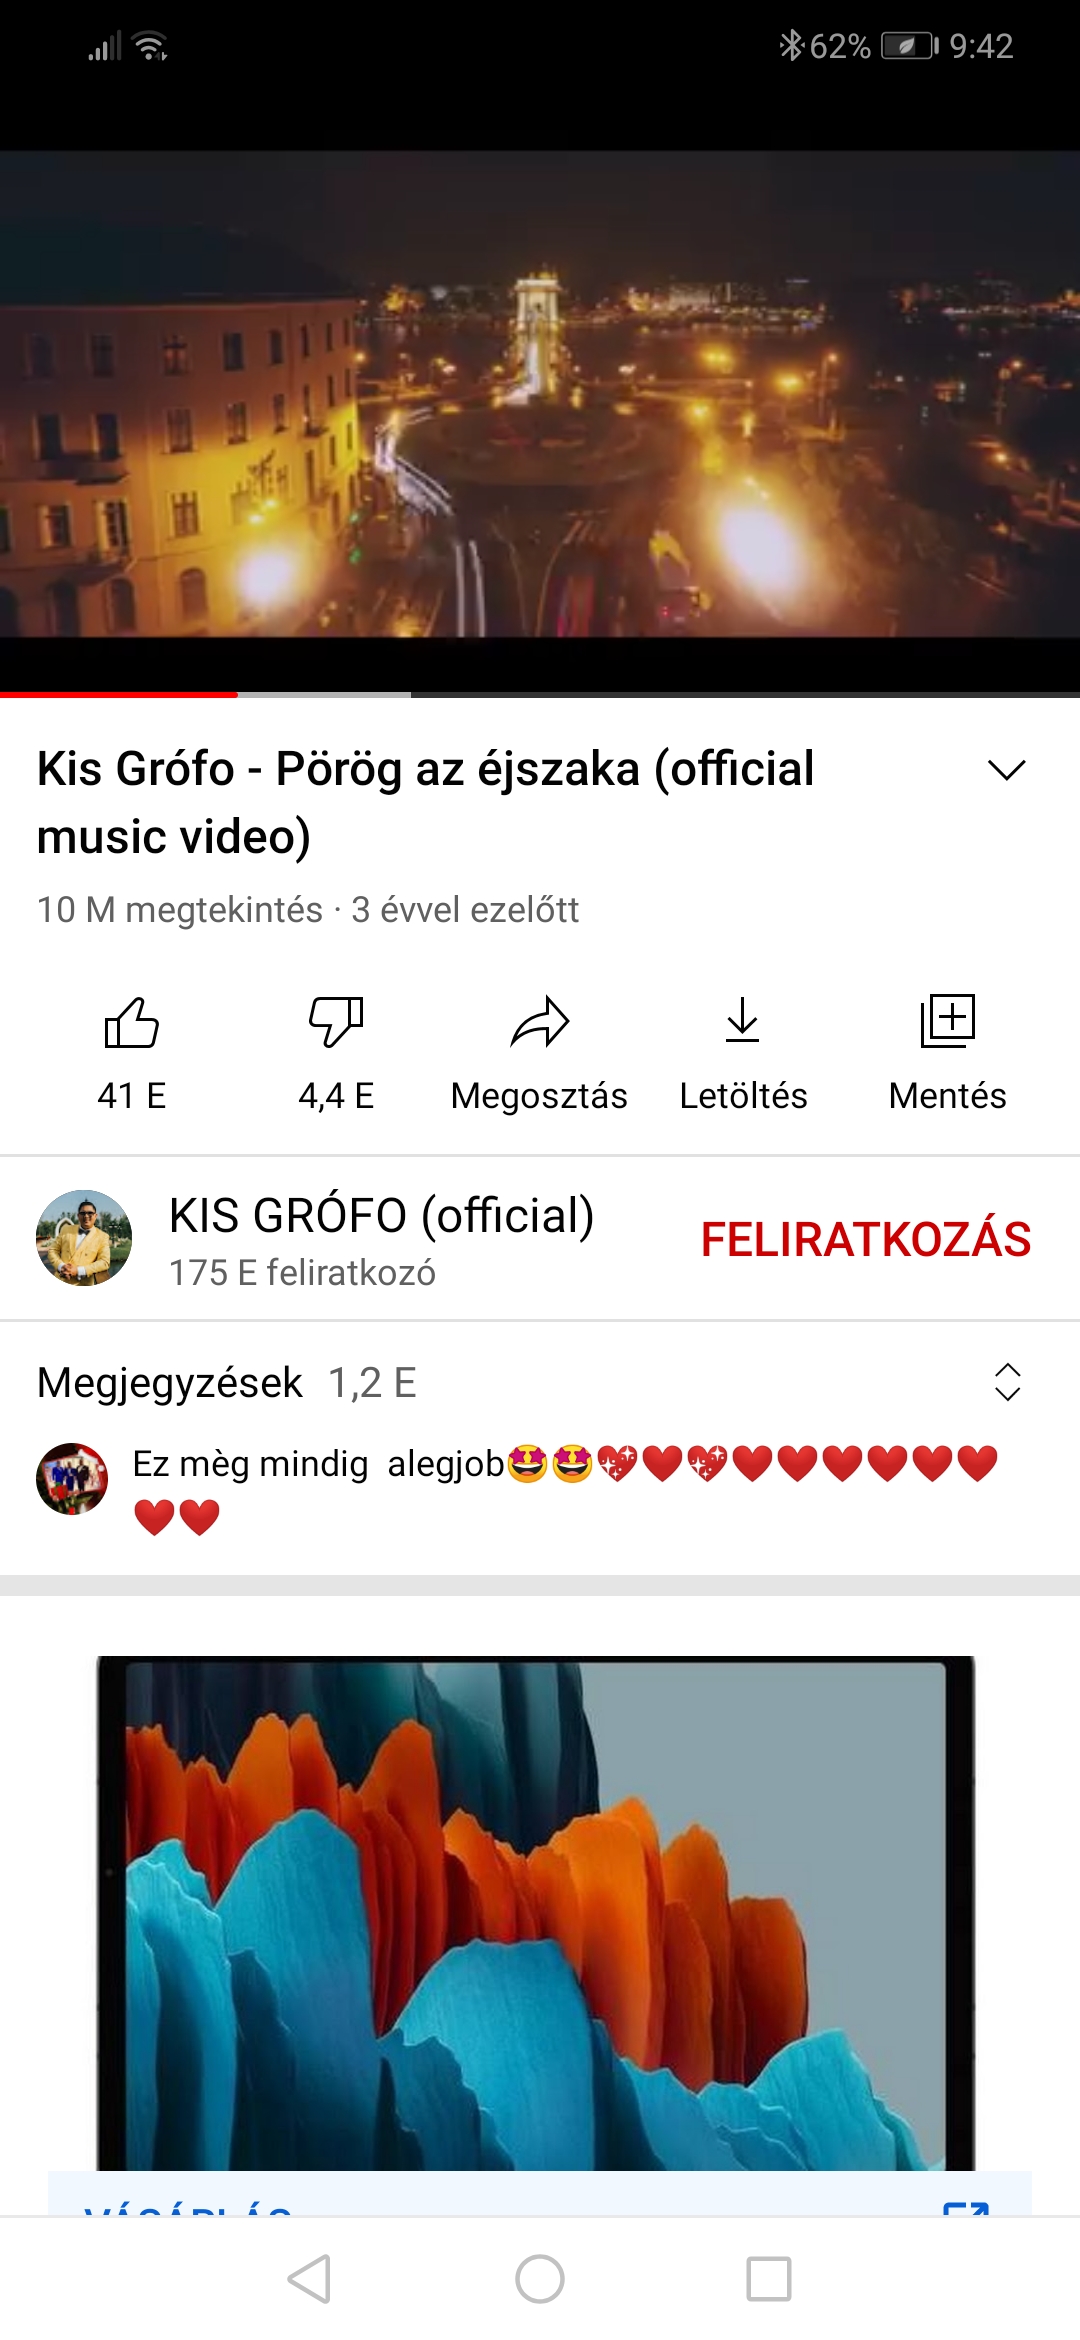 62% 9:42
Kis Grófo - Pörög az éjszaka (official
music video)
10 M megtekintés · 3 évvel ezelőtt
41 E 4,4 E Megosztás Letöltés Mentés
KIS GRÓFO (official)
FELIRATKOZÁS
175 E feliratkozó
Megjegyzések 1,2 E
Ez mèg mindig  alegjob🤩🤩💖❤️💖❤️❤️❤️❤️❤️❤️
❤️❤️
VÁSÁRLÁS